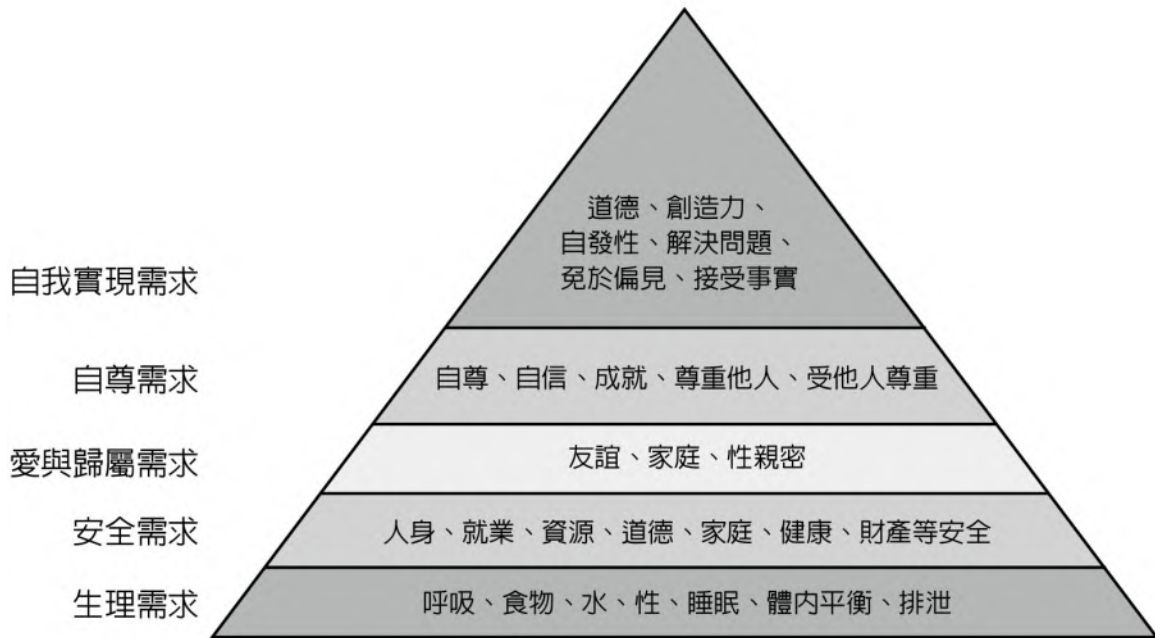 道德、創造力、
自發性、解決問題、
免於偏見、接受事實
自我實現需求
自尊需求
自尊、自信、成就、尊重他人、受他人尊重
愛與歸屬需求
友誼、家庭、性親密
安全需求
人身、就業、資源、道德、家庭、健康、財產等安全
生理需求
呼吸、食物、水、性、睡眠、體內平衡、排泄